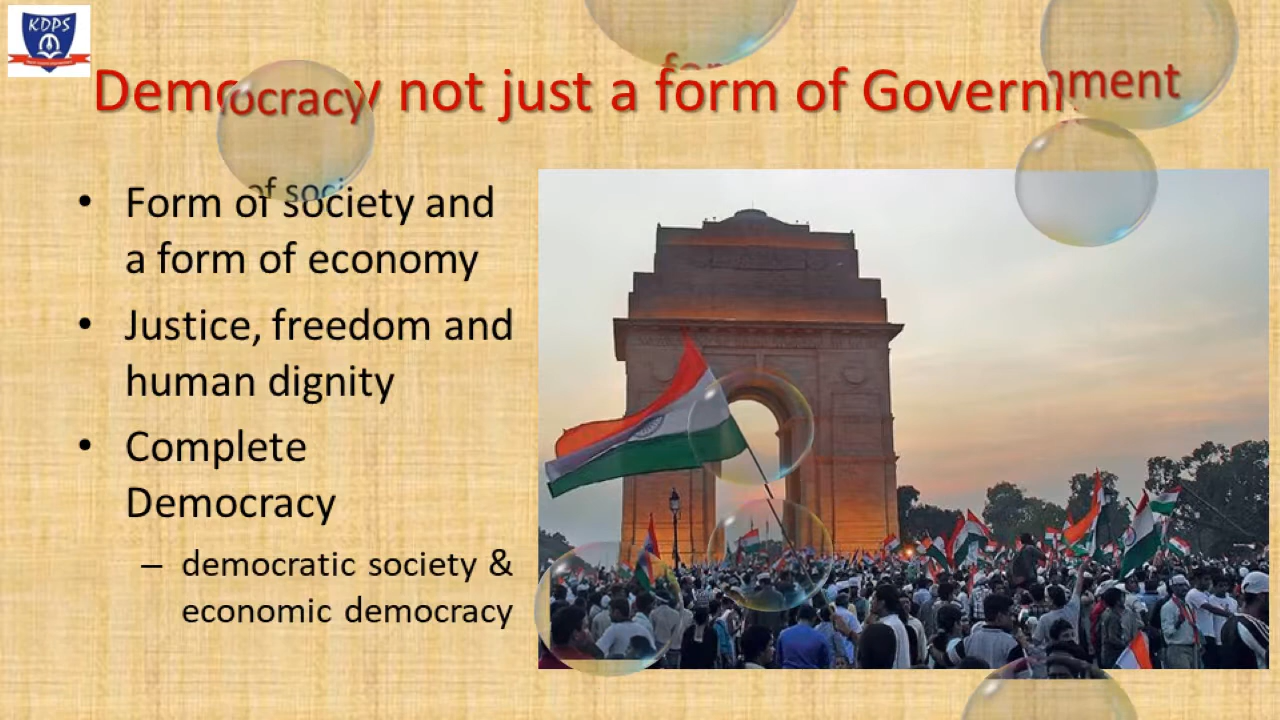 KDPS
Democracy not just a form of Government
• Form of society and
a form of economy
• Justice, freedom and
human dignity
• Complete
Democracy
– democratic society &
economic democracy